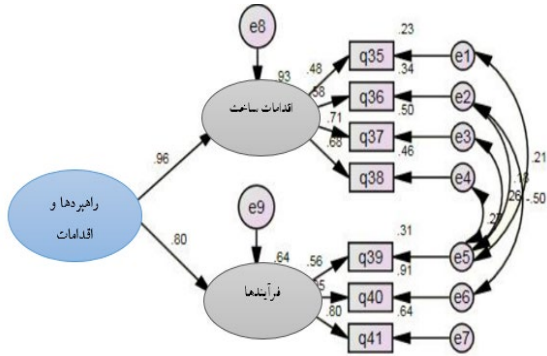 e8
.23
q35
e1
.93
.48
.34
اقدامات ساخت
.58
q36
e2
.50
.71
q37
e3
.21
.96
.68
.46
.26
-.50
q38
e4
راهبردها و
اقدامات
e9
.27
.80
.31
.64
.56
q39
e5
.91
فرآیندها
q40
e6
.80
.64
q41
e7